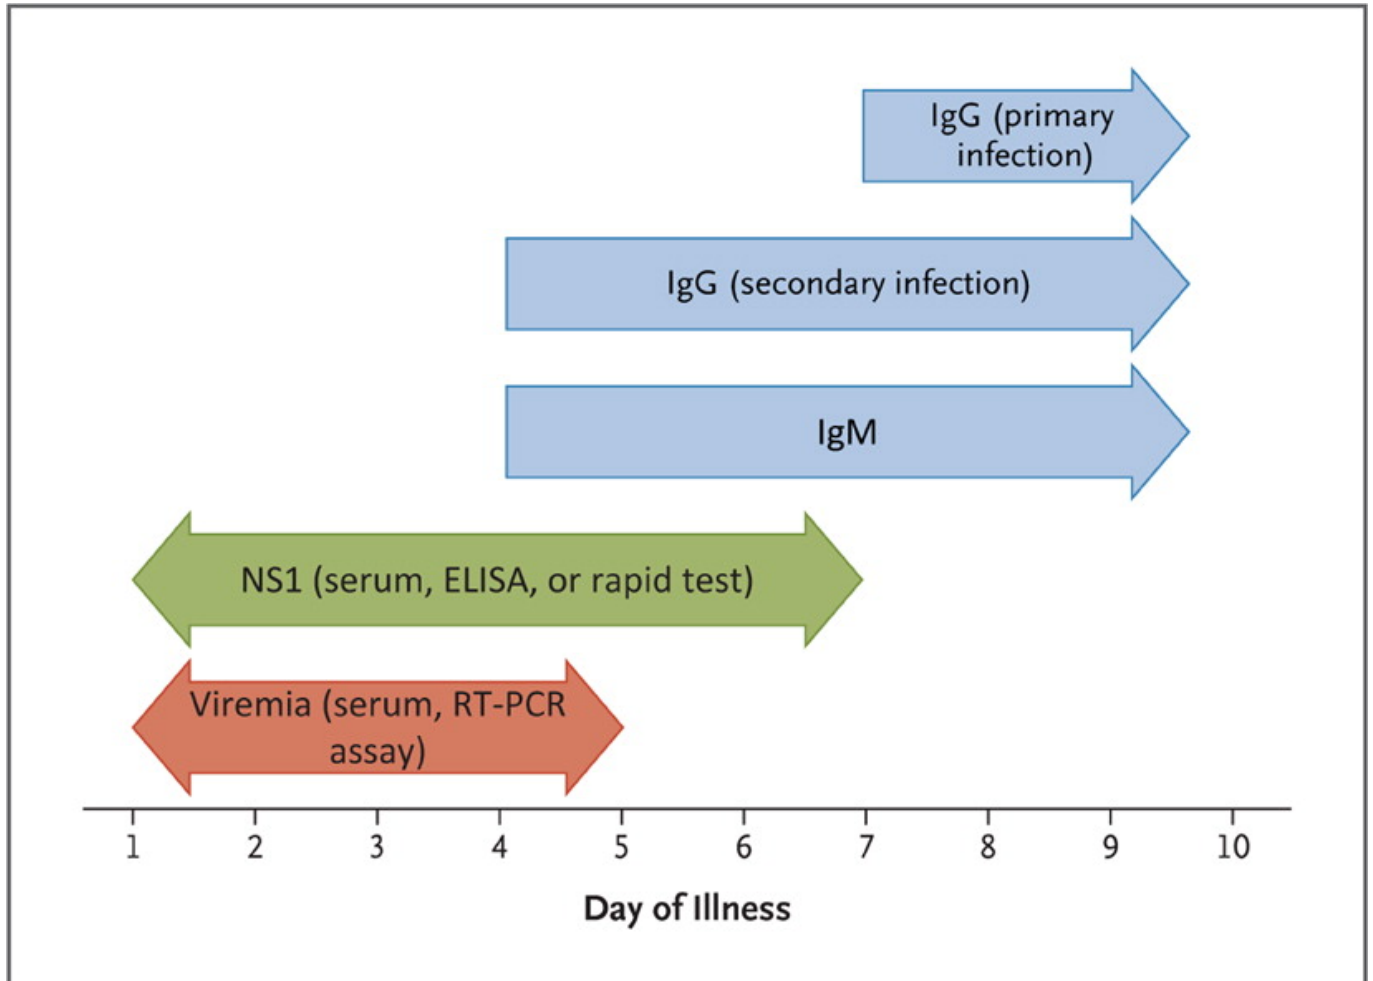 IgG (primary
infection)
IgG (secondary infection)
IgM
NS1 (serum, ELISA, or rapid test)
Viremia (serum, RT-PCR
assay)
1 2 3 4 5 6 7 8 9 10
Day of Illness